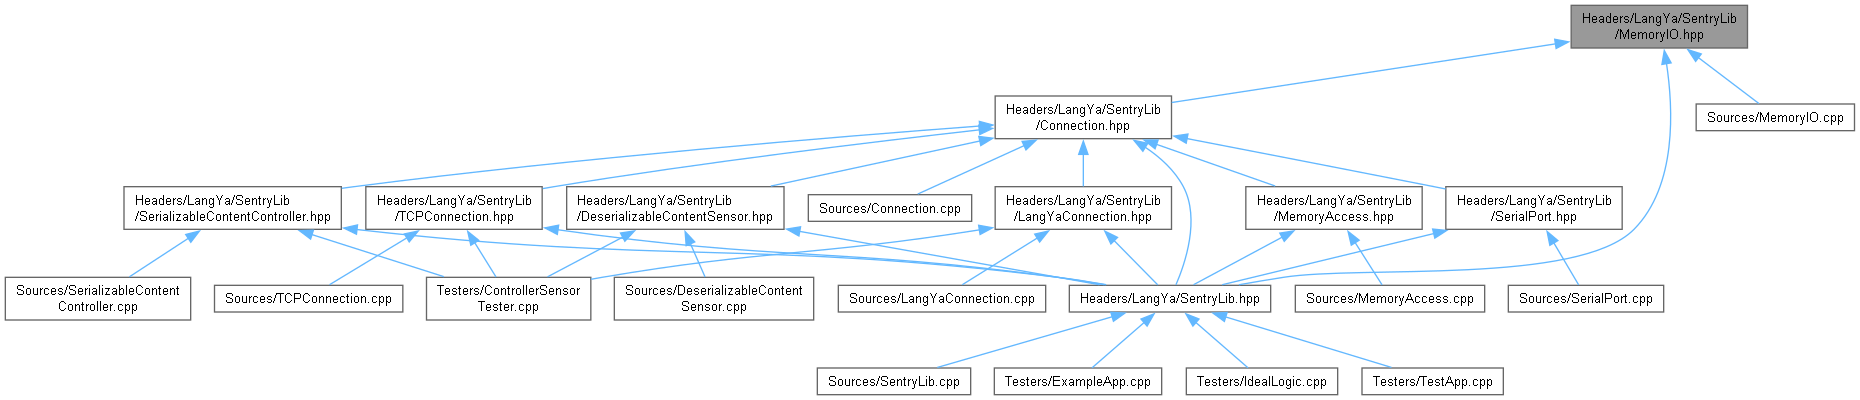 Headers/LangYa/SentryLib
/MemoryIO.hpp
Headers/LangYa/SentryLib
/Connection.hpp
Sources/MemoryIO.cpp
Headers/LangYa/SentryLib
/SerializableContentController.hpp
Headers/LangYa/SentryLib
/TCPConnection.hpp
Headers/LangYa/SentryLib
/DeserializableContentSensor.hpp
Sources/Connection.cpp
Headers/LangYa/SentryLib
/LangYaConnection.hpp
Headers/LangYa/SentryLib
/MemoryAccess.hpp
Headers/LangYa/SentryLib
/SerialPort.hpp
Sources/SerializableContent
Controller.cpp
Sources/TCPConnection.cpp
Testers/ControllerSensor
Tester.cpp
Sources/DeserializableContent
Sensor.cpp
Sources/LangYaConnection.cpp
Headers/LangYa/SentryLib.hpp
Sources/MemoryAccess.cpp
Sources/SerialPort.cpp
Sources/SentryLib.cpp
Testers/ExampleApp.cpp
Testers/IdealLogic.cpp
Testers/TestApp.cpp